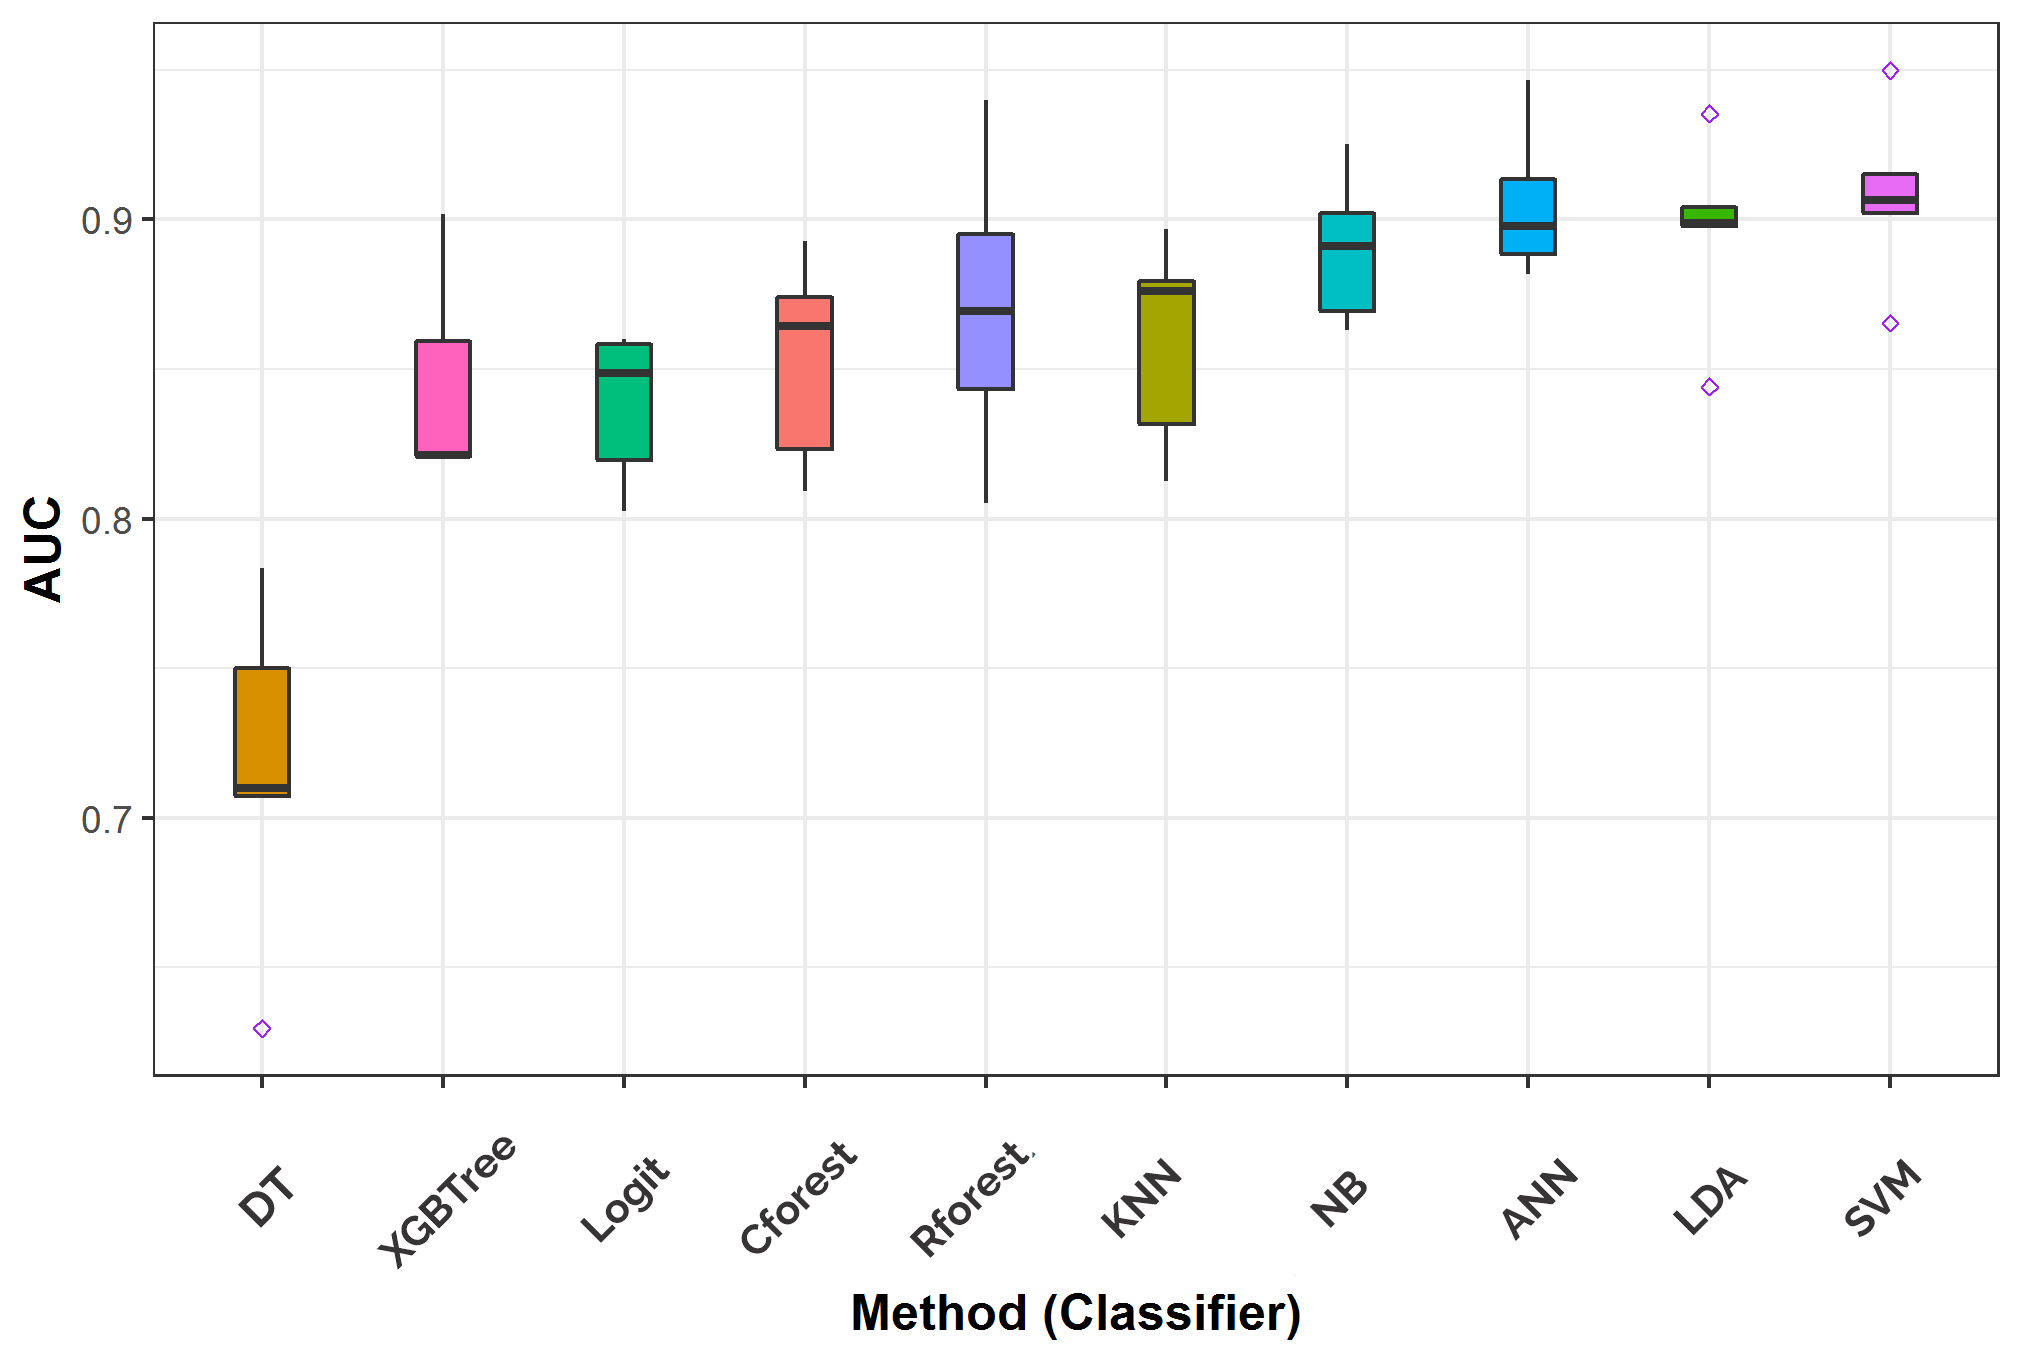 AUC
0.9
0.8
0.7
DT
XGBTree
Logit
Cforest
Rforest
KNN
NB
ANN
LDA
SVM
Method (Classifier)